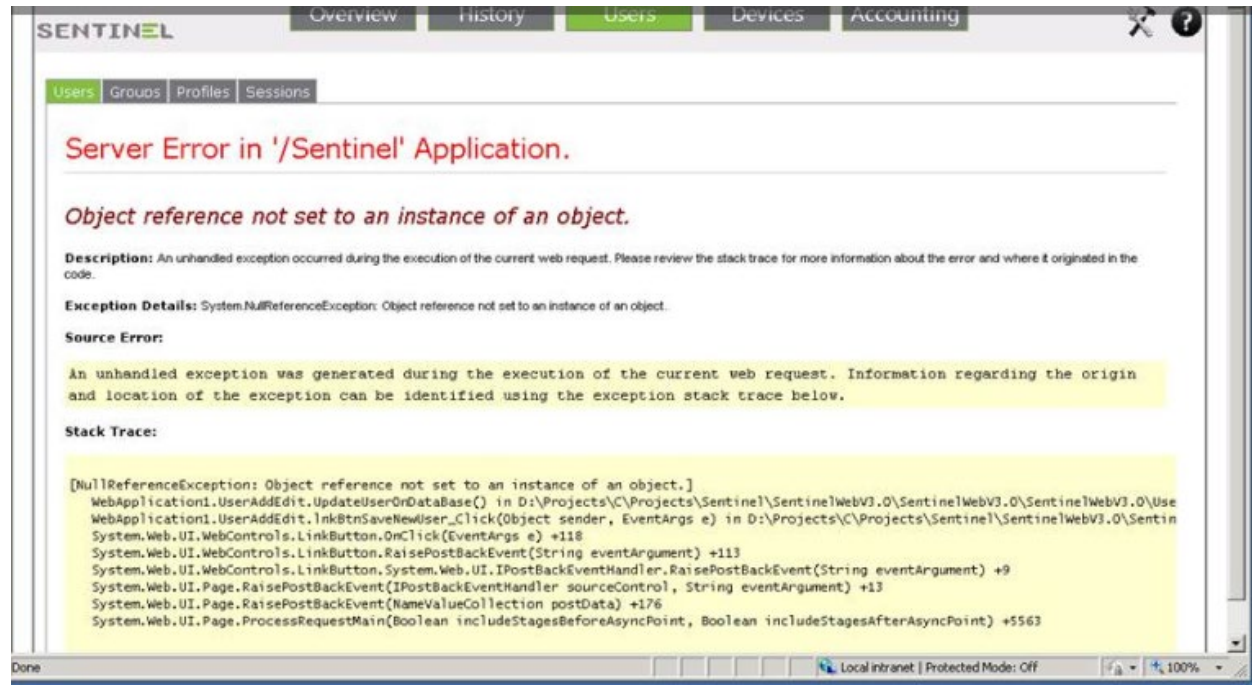 Overview History Users Devices Accounting
SENTINEL
?
Users Groups Profiles Sessions
Server Error in '/Sentinel' Application.
Object reference not set to an instance of an object.
Description: An unhandled exception occurred during the execution of the current web request. Please review the stack trace for more information about the error and where it originated in the
code.
Exception Details: System.NullReferenceException: Object reference not set to an instance of an object.
Source Error:
An unhandled exception was generated during the execution of the current web request. Information regarding the origin
and location of the exception can be identified using the exception stack trace below.
Stack Trace:
[NullReferenceException: Object reference not set to an instance of an object.]
WebApplication1.UserAddEdit.UpdateUserOnDataBase() in D:\Projects\C\Projects\Sentinel\SentinelWebV3.0\SentinelWebV3.0\SentinelWebV3.0\Use
WebApplication1.UserAddEdit.lnkBtnSaveNewUser_Click(Object sender, EventArgs e) in D:\Projects\C\Projects\Sentinel\SentinelWebV3.0\Sentin
System.Web.UI.WebControls.LinkButton.OnClick(EventArgs e) +118
System.Web.UI.WebControls.LinkButton.RaisePostBackEvent(String eventArgument) +113
System.Web.UI.WebControls.LinkButton.System.Web.UI.IPostBackEventHandler.RaisePostBackEvent(String eventArgument) +9
System.Web.UI.Page.RaisePostBackEvent(IPostBackEventHandler sourceControl, String eventArgument) +13
System.Web.UI.Page.RaisePostBackEvent(NameValueCollection postData) +176
System.Web.UI.Page.ProcessRequestMain(Boolean includeStagesBeforeAsyncPoint, Boolean includeStagesAfterAsyncPoint) +5563
Done Local intranet | Protected Mode: Off 100%